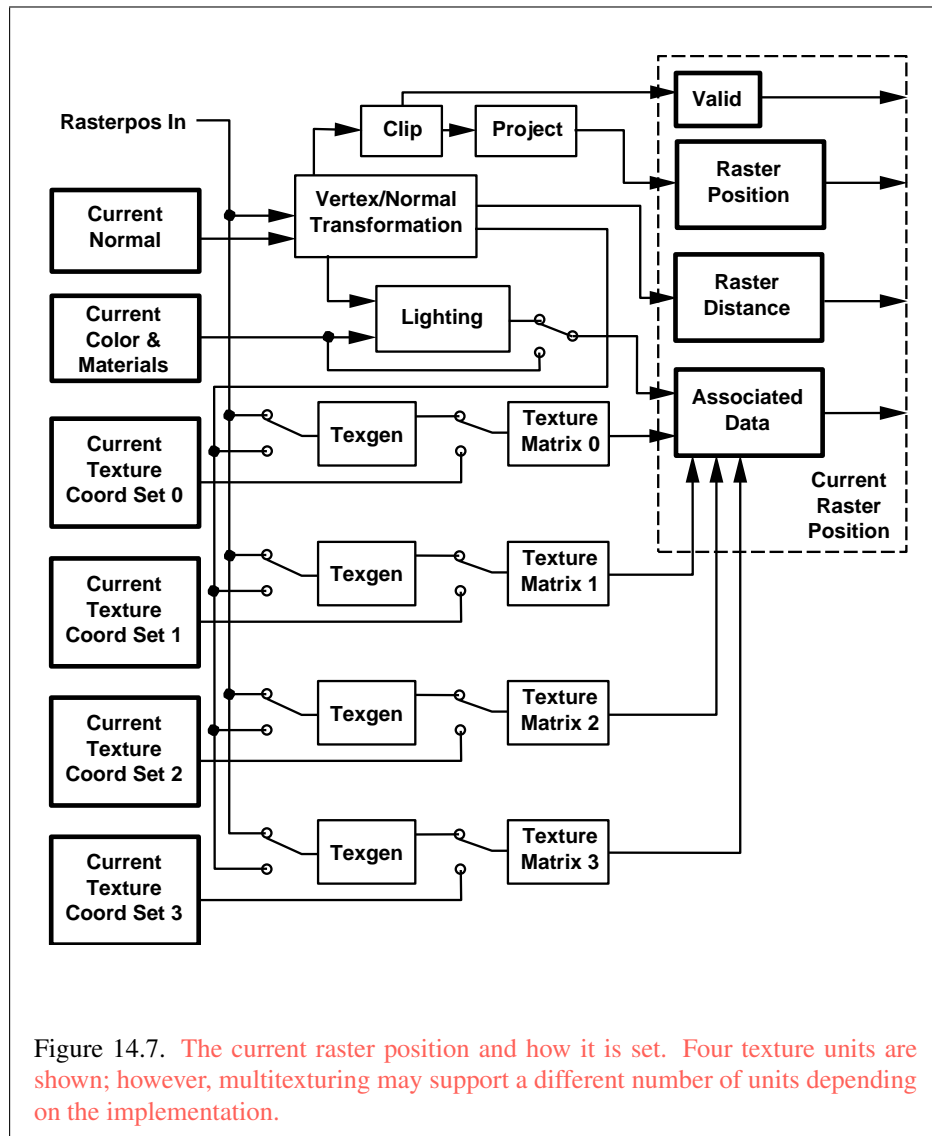 Valid
Clip
Project
Rasterpos In
Raster
Position
Vertex/Normal
Transformation
Current
Normal
Raster
Distance
Current
Color &
Materials
Lighting
Associated
Data
Current
Texture
Coord Set 0
Texgen
Texture
Matrix 0
Current
Raster
Position
Current
Texture
Coord Set 1
Texgen
Texture
Matrix 1
Current
Texture
Coord Set 2
Texgen
Texture
Matrix 2
Current
Texture
Coord Set 3
Texgen
Texture
Matrix 3
Figure 14.7. The current raster position and how it is set. Four texture units are
shown; however, multitexturing may support a different number of units depending
on the implementation.